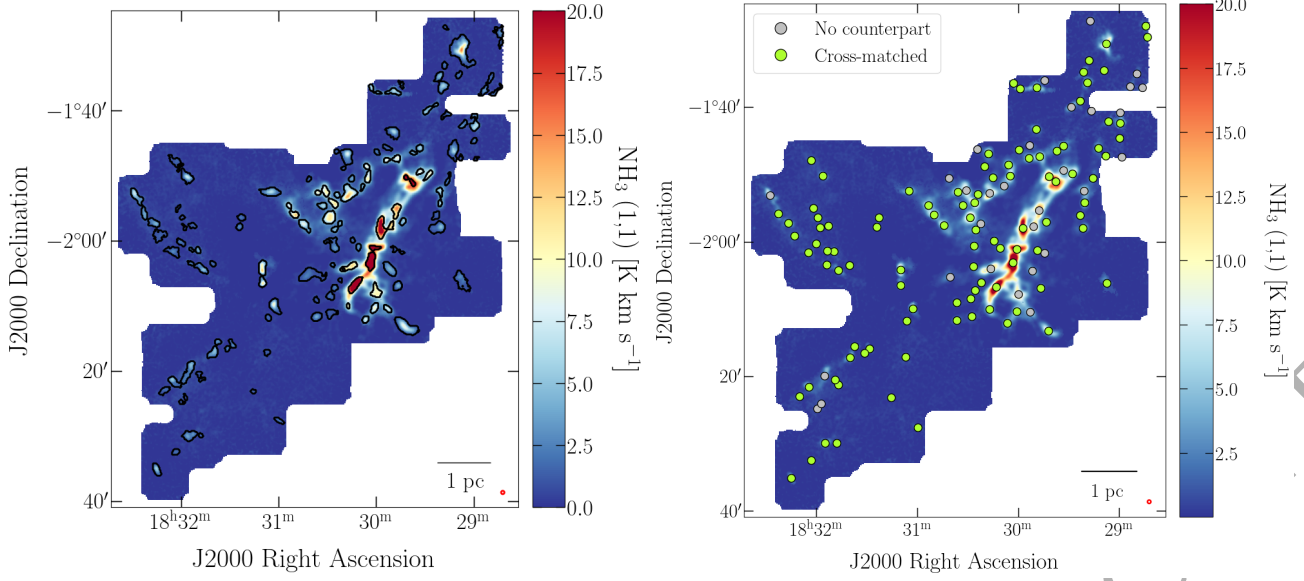 −1°40′
−2°00′
20′
40′
J2000 Declination
18ʰ32ᵐ
31ᵐ
30ᵐ
29ᵐ
J2000 Right Ascension
1 pc
20.0
17.5
15.0
12.5
10.0
7.5
5.0
2.5
0.0
NH₃ (1,1) [K km s⁻¹]
No counterpart
Cross-matched
−1°40′
−2°00′
20′
40′
J2000 Declination
18ʰ32ᵐ
31ᵐ
30ᵐ
29ᵐ
J2000 Right Ascension
1 pc
20.0
17.5
15.0
12.5
10.0
7.5
5.0
2.5
NH₃ (1,1) [K km s⁻¹]